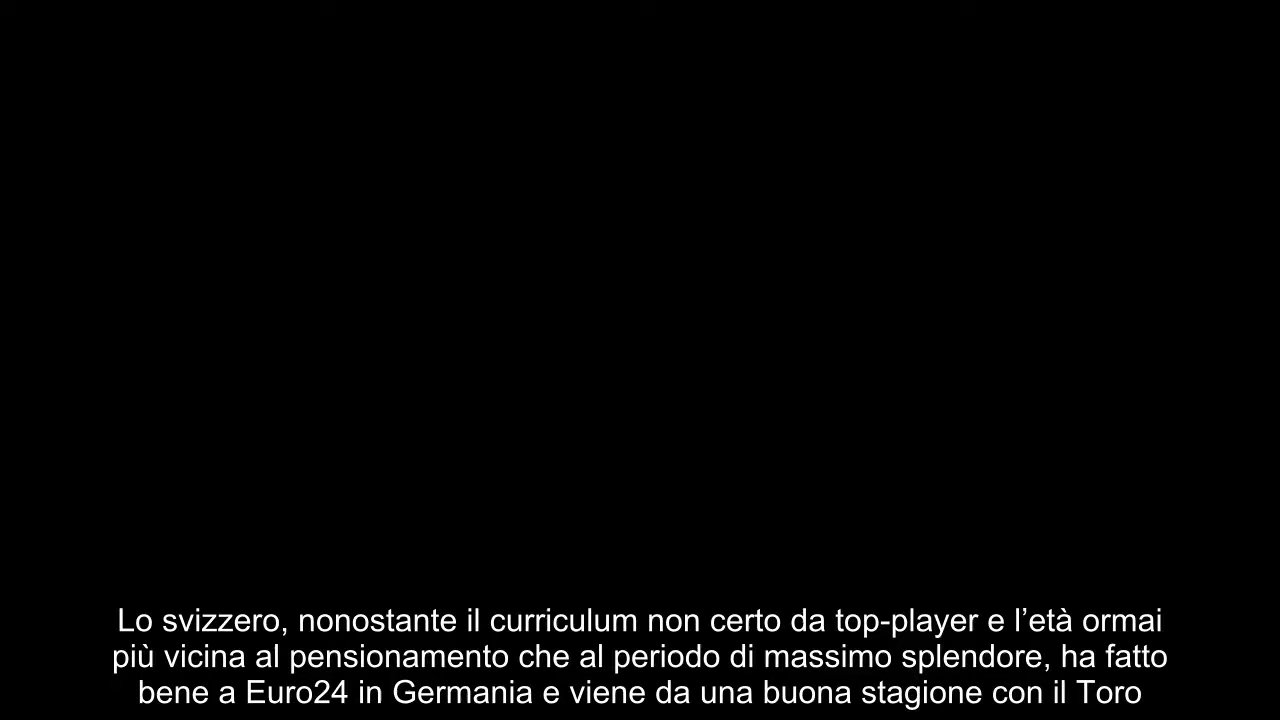 Lo svizzero, nonostante il curriculum non certo da top-player e l’età ormai
più vicina al pensionamento che al periodo di massimo splendore, ha fatto
bene a Euro24 in Germania e viene da una buona stagione con il Toro